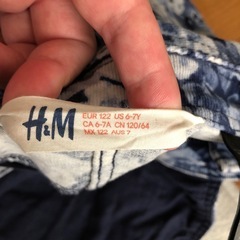 H&M
EUR 122 US 6-7Y
CA 6-7A CN 120/64
MX 122 AUS 7